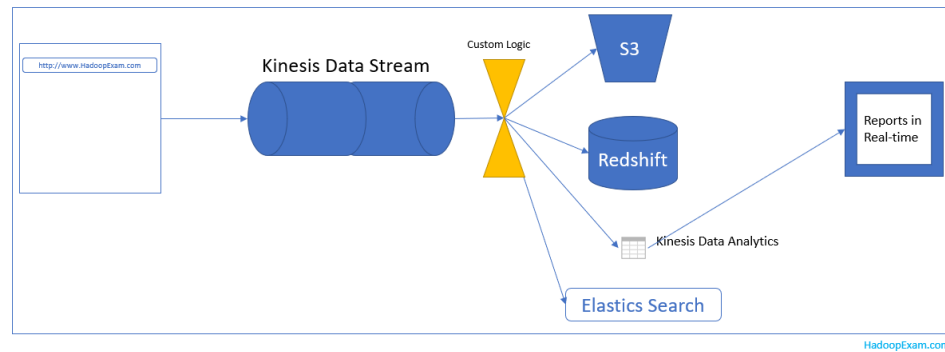 http://www.HadoopExam.com
Kinesis Data Stream
Custom Logic
S3
Redshift
Kinesis Data Analytics
Elastics Search
Reports in
Real-time
HadoopExam.com